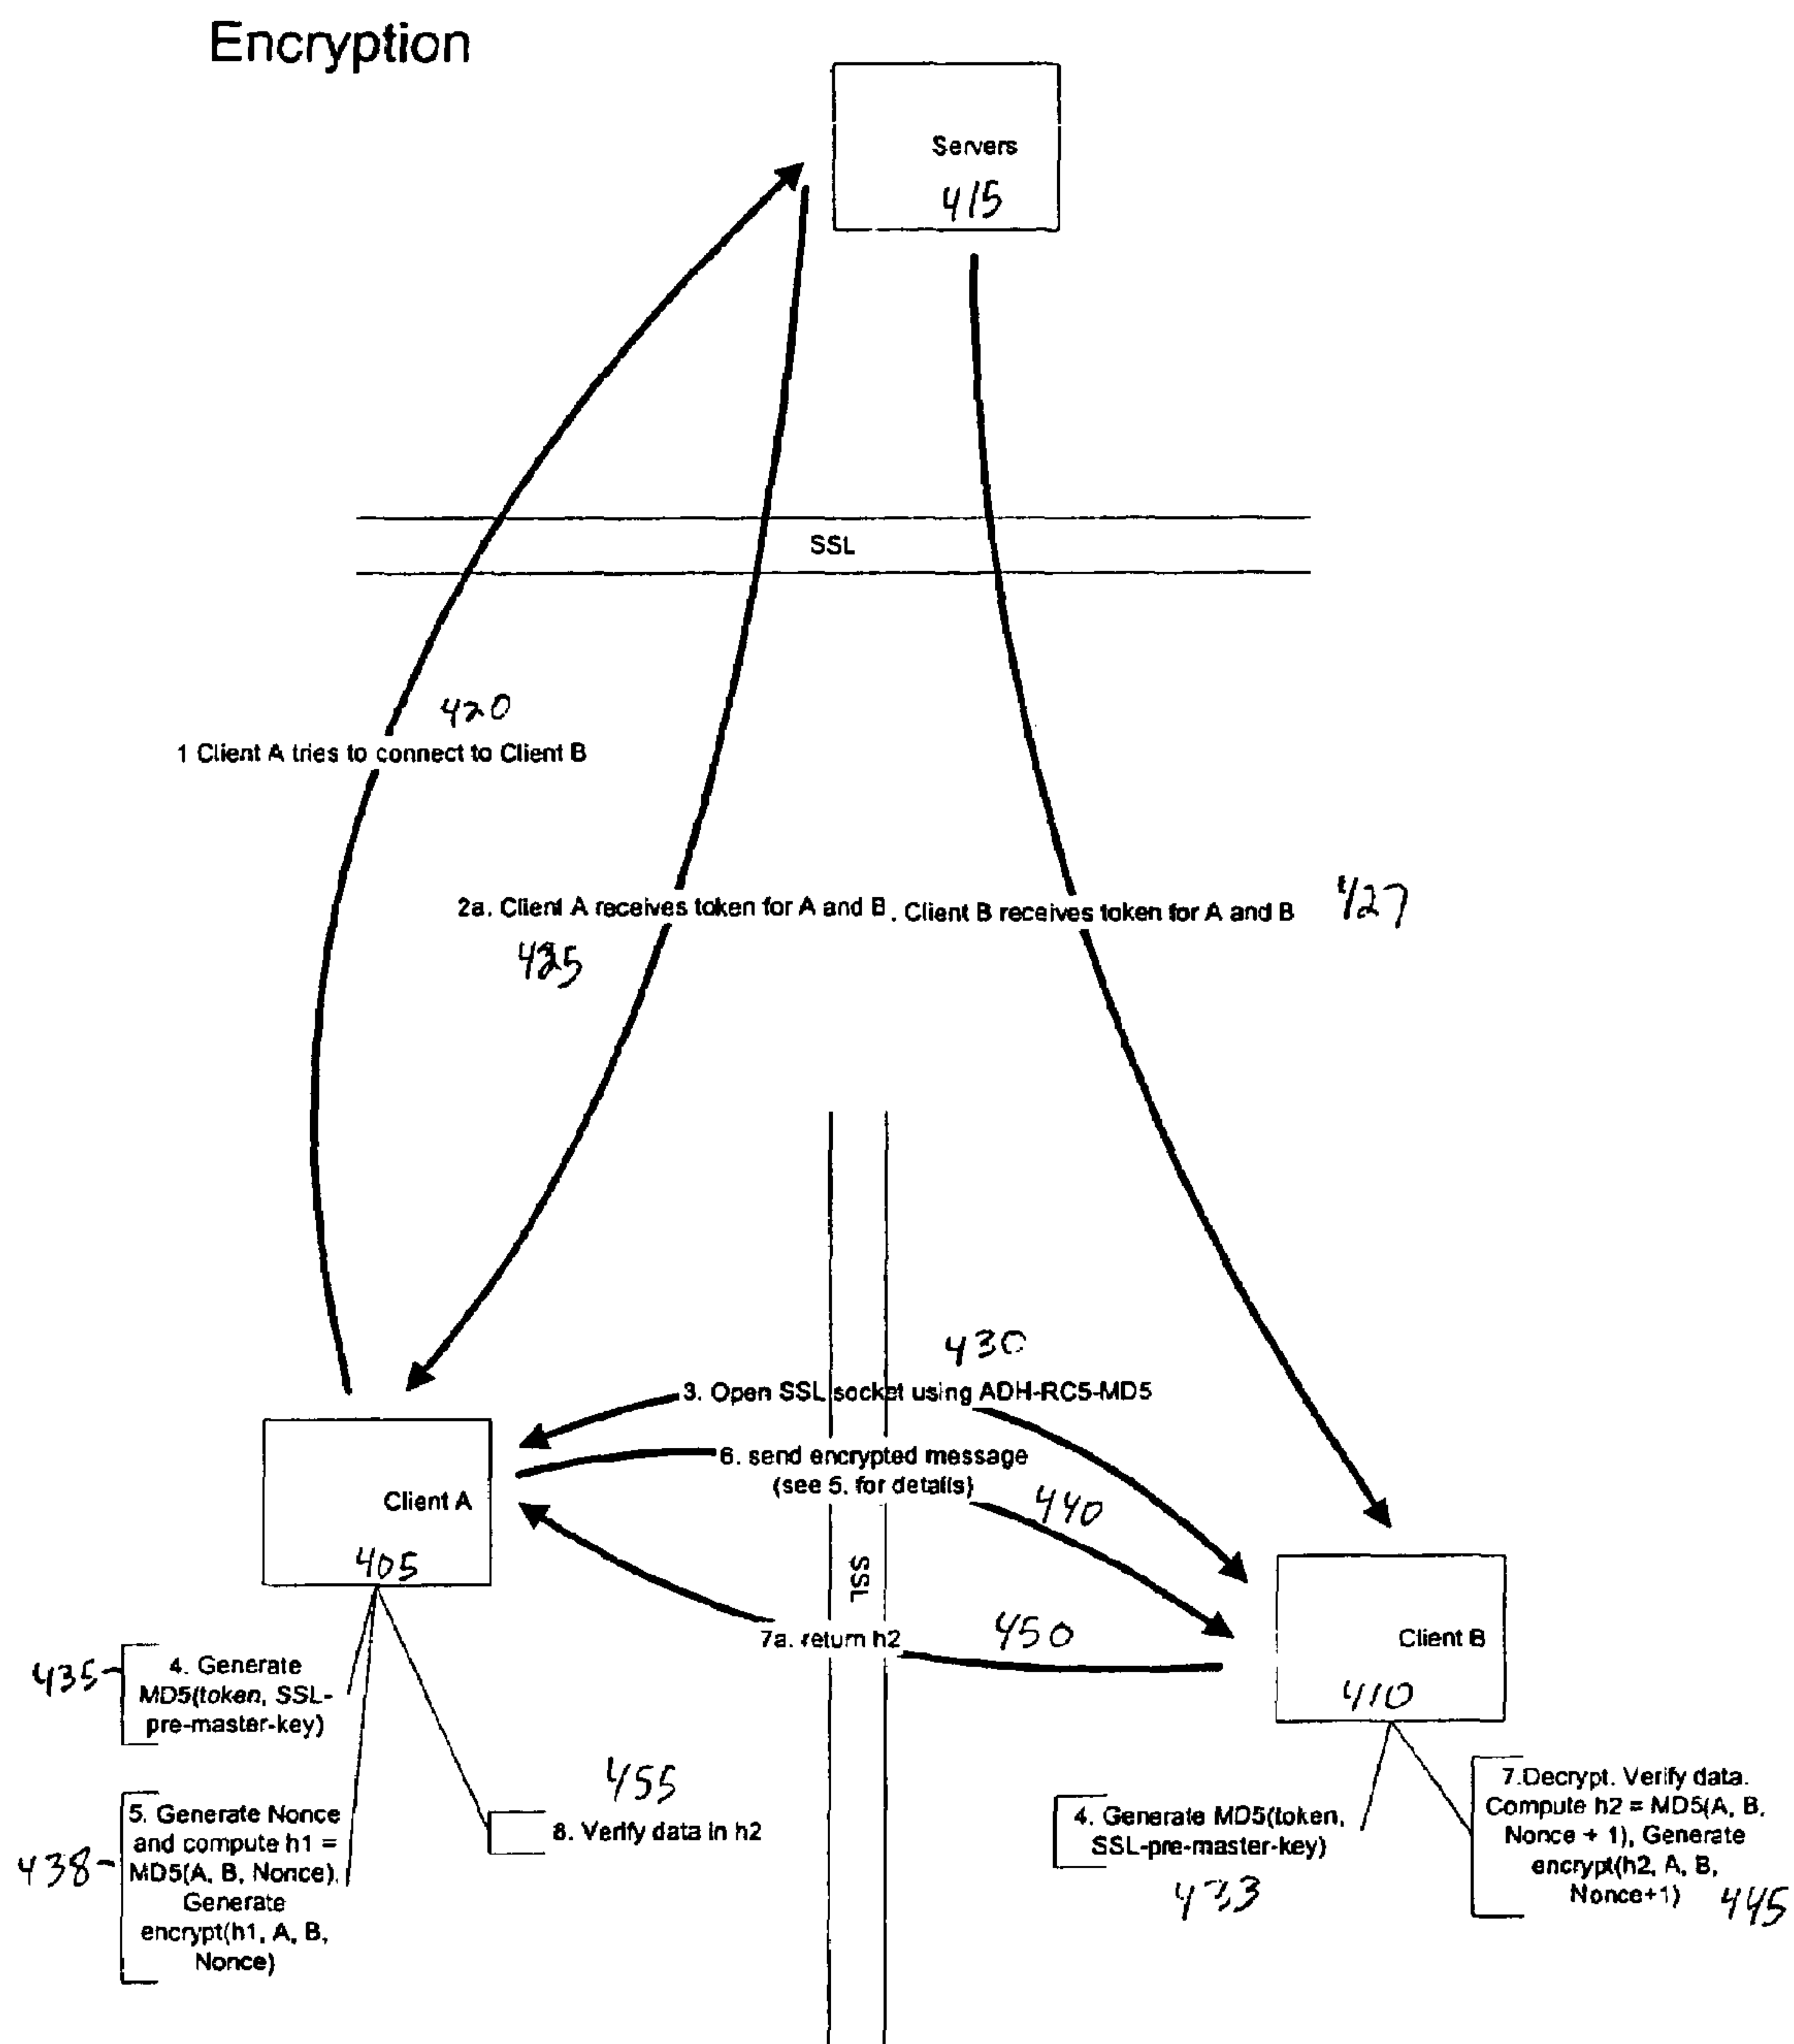 Encryption
Servers
415
SSL
420
1 Client A tries to connect to Client B
2a. Client A receives token for A and B. Client B receives token for A and B
427
425
430
3. Open SSL socket using ADH-RC5-MD5
6. send encrypted message
(see 5. for details)
440
Client A
405
SSL
7a. return h2
450
Client B
410
435
4. Generate
MD5(token, SSL-
pre-master-key)
438
5. Generate Nonce
and compute h1 =
MD5(A, B, Nonce).
Generate
encrypt(h1, A, B,
Nonce)
455
8. Verify data in h2
4. Generate MD5(token,
SSL-pre-master-key)
433
7.Decrypt. Verify data.
Compute h2 = MD5(A, B,
Nonce + 1), Generate
encrypt(h2, A, B,
Nonce+1)
445